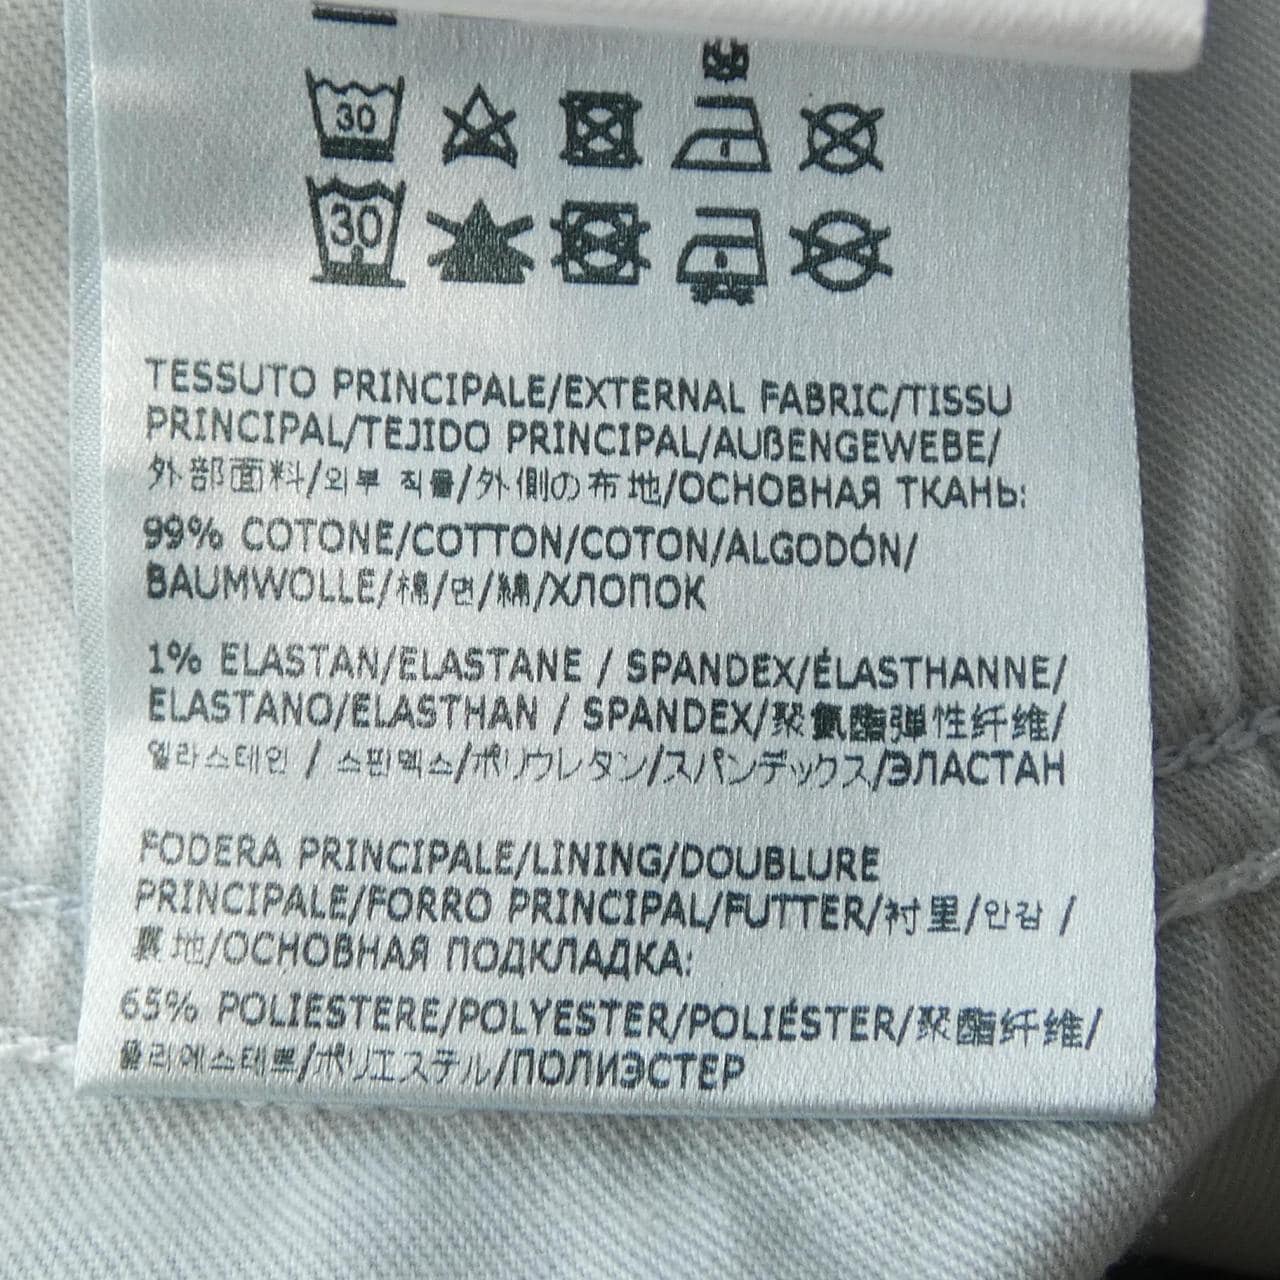 30
30
TESSUTO PRINCIPALE/EXTERNAL FABRIC/TISSU
PRINCIPAL/TEJIDO PRINCIPAL/AUßENGEWEBE/
外部面料/외부 직물/外側の布地/ОСНОВНАЯ ТКАНЬ:
99% COTONE/COTTON/COTON/ALGODÓN/
BAUMWOLLE/棉/면/綿/ХЛОПОК
1% ELASTAN/ELASTANE / SPANDEX/ÉLASTHANNE/
ELASTANO/ELASTHAN / SPANDEX/聚氨酯弹性纤维/
엘라스테인 / 스판덱스/ポリウレタン/スパンデックス/ЭЛАСТАН
FODERA PRINCIPALE/LINING/DOUBLURE
PRINCIPALE/FORRO PRINCIPAL/FUTTER/衬里/안감 /
裏地/ОСНОВНАЯ ПОДКЛАДКА:
65% POLIESTERE/POLYESTER/POLIÉSTER/聚酯纤维/
폴리에스테르/ポリエステル/ПОЛИЭСТЕР